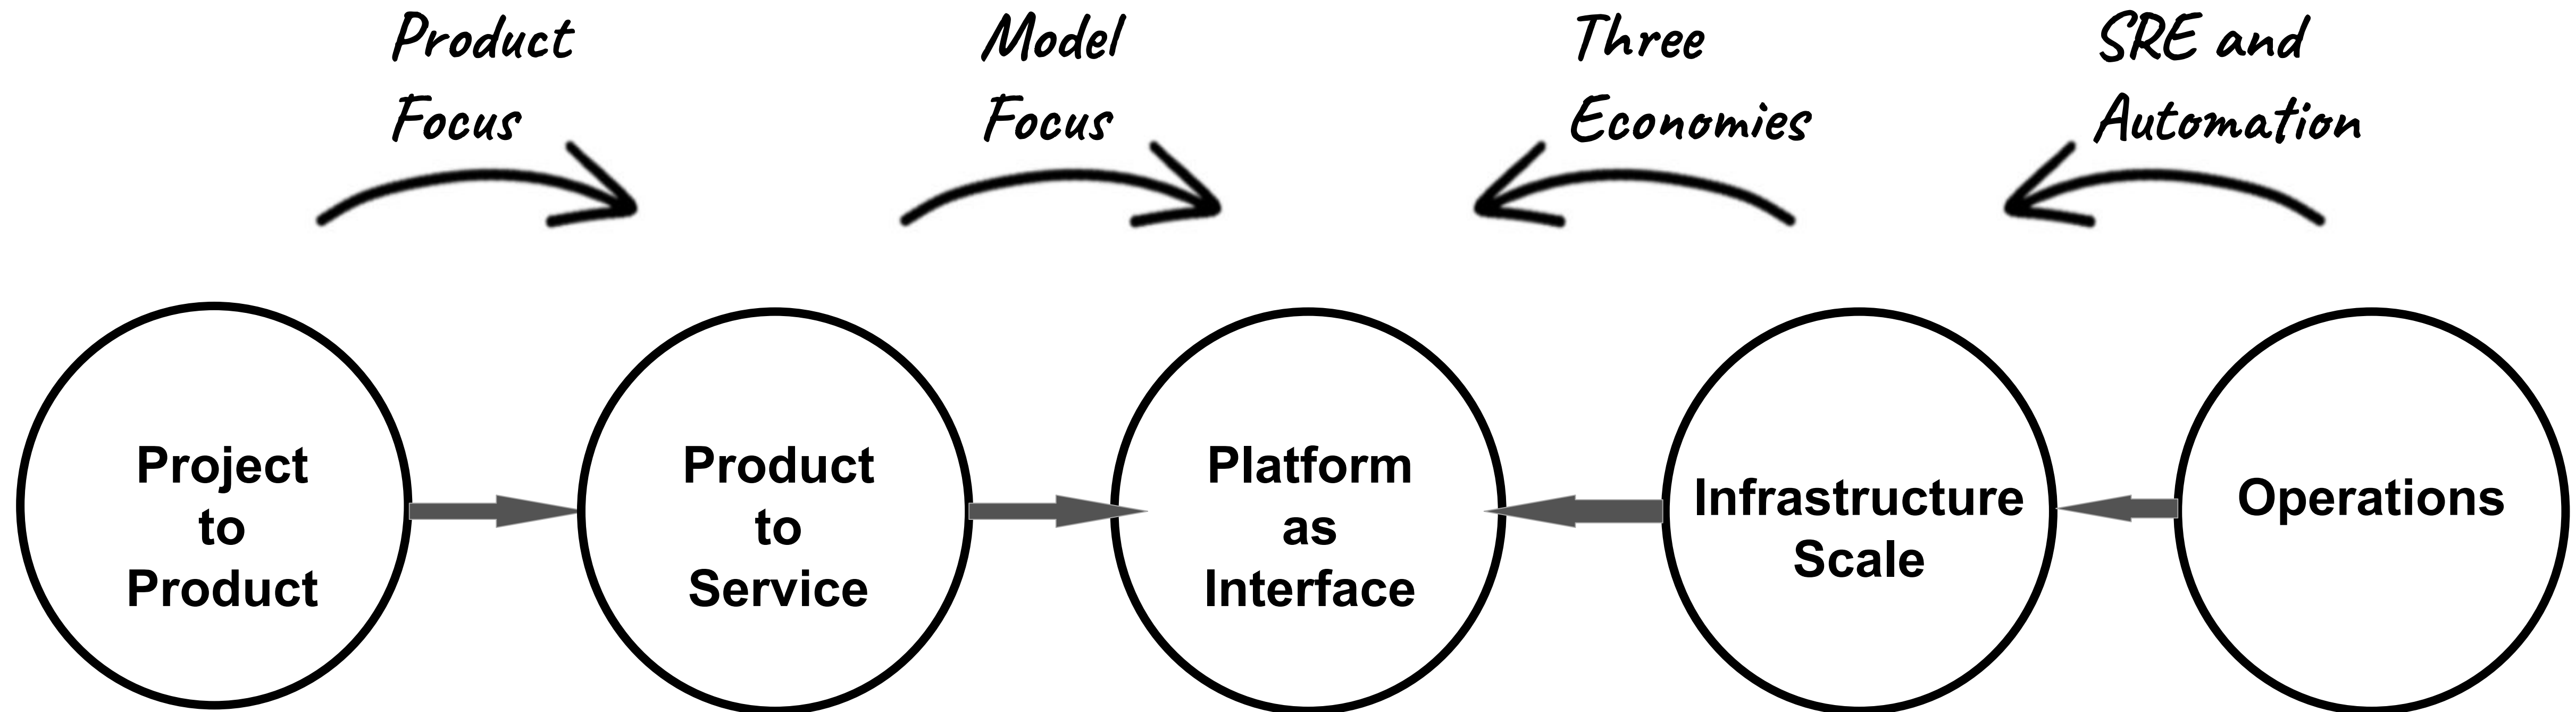 Product
Focus
Model
Focus
Three
Economies
SRE and
Automation
Project
to
Product
Product
to
Service
Platform
as
Interface
Infrastructure
Scale
Operations